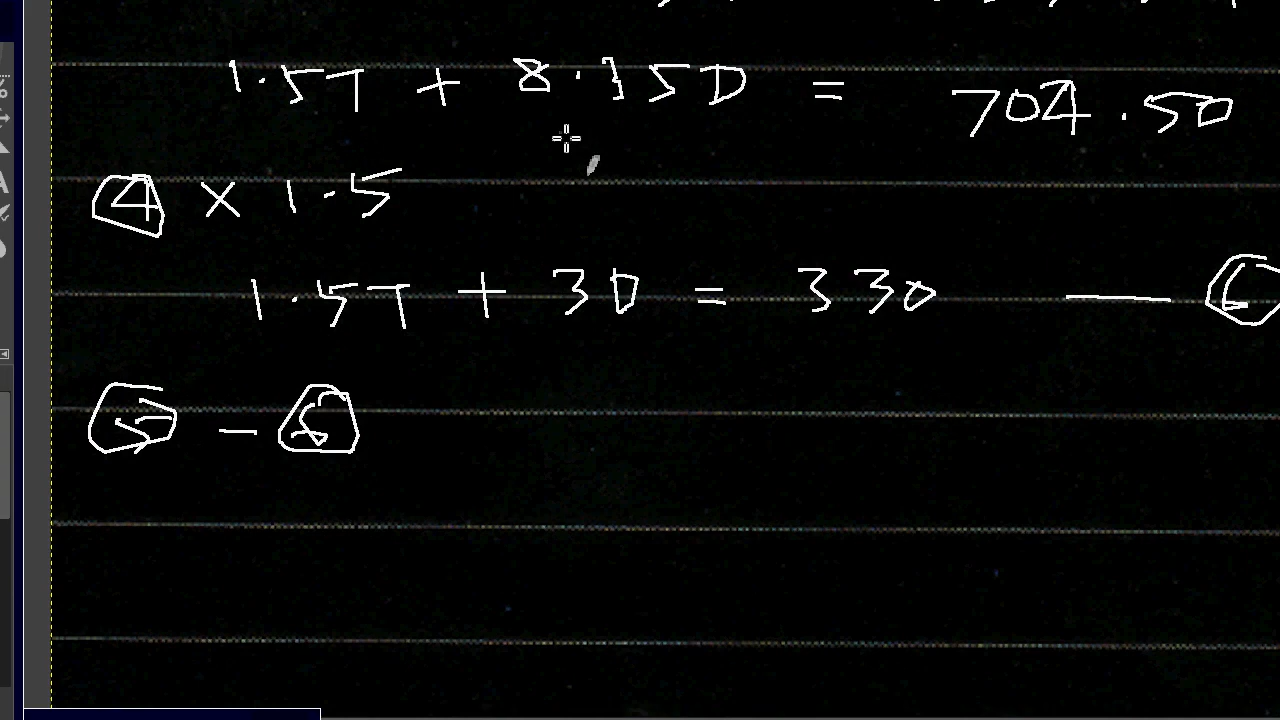 1.5T + 8.35D = 704.50
④ × 1.5
1.5T + 3D = 330 — ⑥
⑤ - ⑥